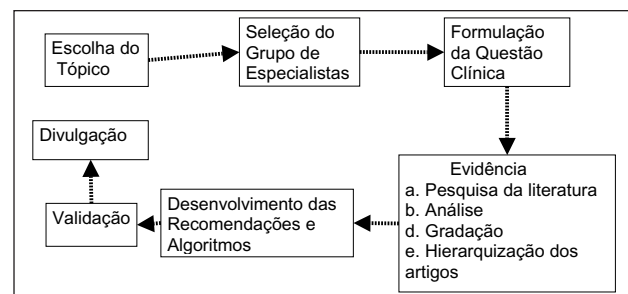 Escolha do
Tópico
Seleção do
Grupo de
Especialistas
Formulação
da Questão
Clínica
Evidência
a. Pesquisa da literatura
b. Análise
d. Gradação
e. Hierarquização dos
artigos
Desenvolvimento das
Recomendações e
Algoritmos
Validação
Divulgação